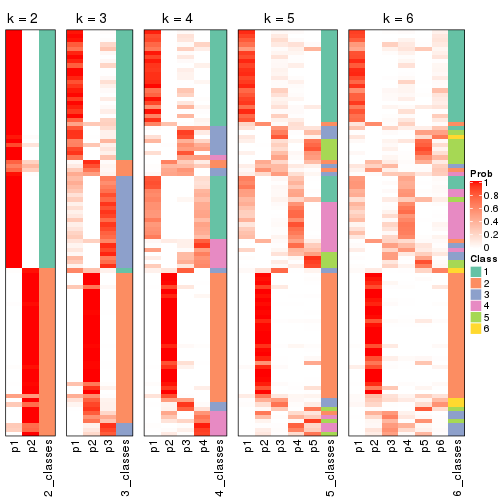 k = 2
k = 3
k = 4
k = 5
k = 6
p1
p2
2_classes
p1
p2
p3
3_classes
p1
p2
p3
p4
4_classes
p1
p2
p3
p4
p5
5_classes
p1
p2
p3
p4
p5
p6
6_classes
Prob
1
0.8
0.6
0.4
0.2
0
Class
1
2
3
4
5
6